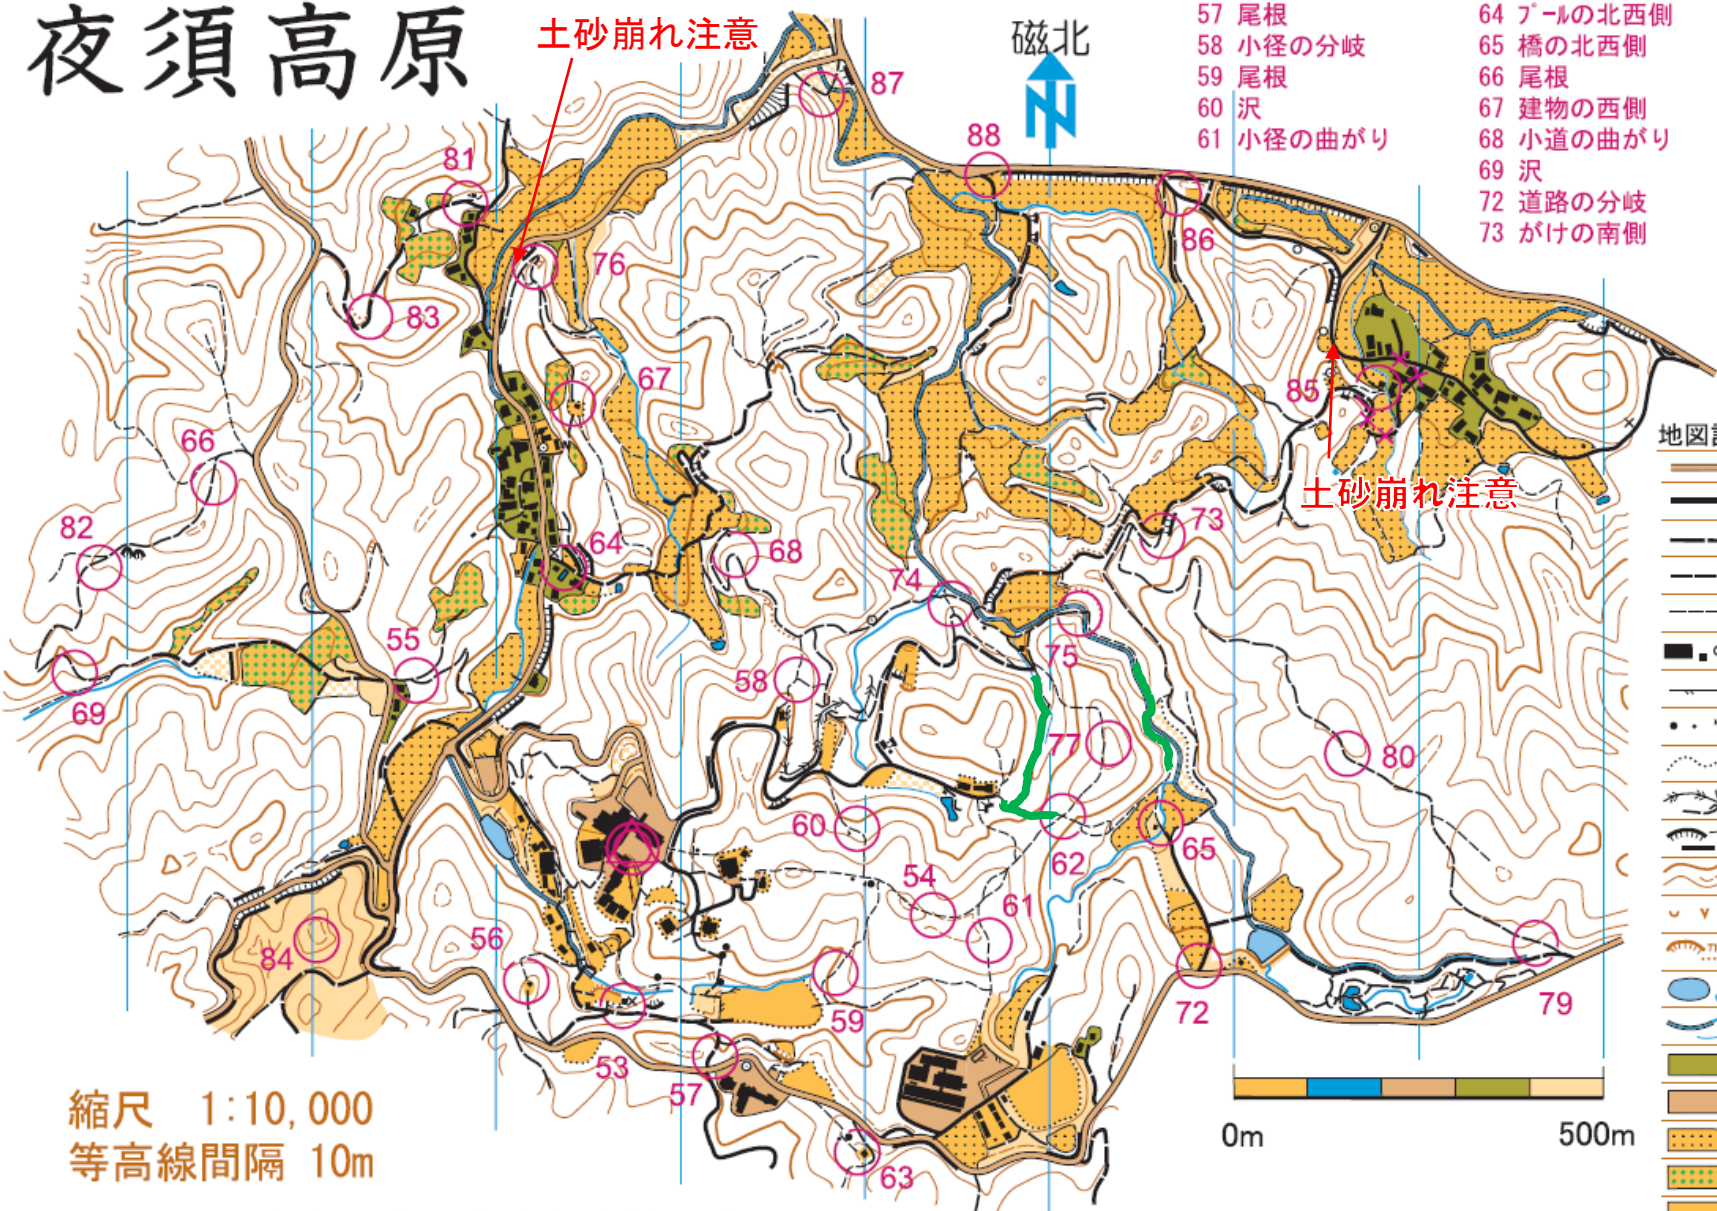 夜須高原
土砂崩れ注意
磁北
57 尾根
58 小径の分岐
59 尾根
60 沢
61 小径の曲がり
64 プールの北西側
65 橋の北西側
66 尾根
67 建物の西側
68 小道の曲がり
69 沢
72 道路の分岐
73 がけの南側
87
88
81
86
76
83
67
85
土砂崩れ注意
地図
66
82
64
68
73
74
55
75
58
69
77
80
60
65
62
54
61
56
84
59
72
79
53
57
63
縮尺 1:10,000
等高線間隔 10m
0m
500m